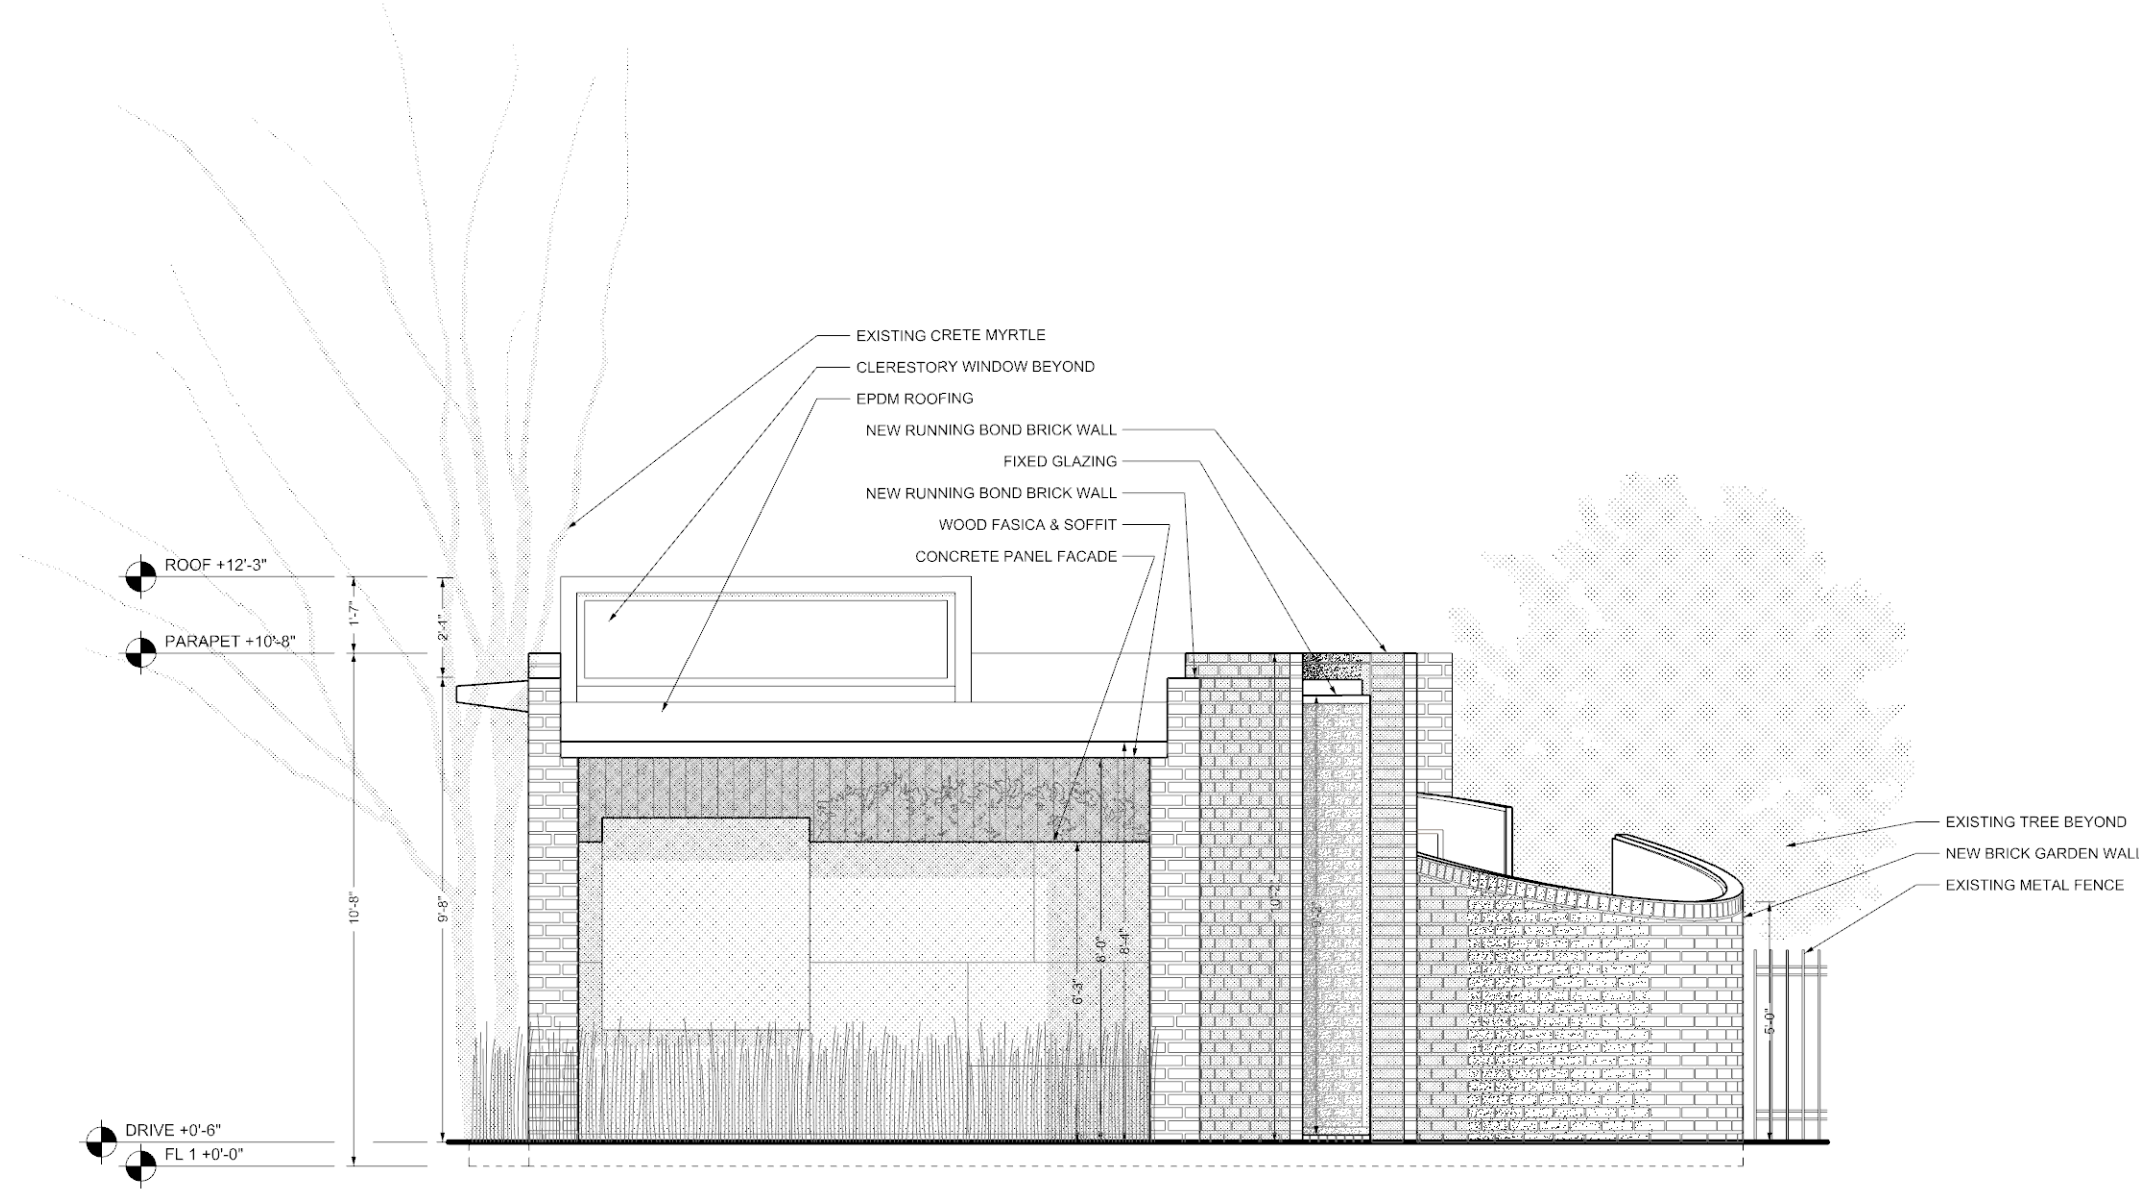 EXISTING CRETE MYRTLE
CLERESTORY WINDOW BEYOND
EPDM ROOFING
NEW RUNNING BOND BRICK WALL
FIXED GLAZING
NEW RUNNING BOND BRICK WALL
WOOD FASICA & SOFFIT
CONCRETE PANEL FACADE
ROOF +12'-3"
1'-7"
2'-1"
PARAPET +10'-8"
EXISTING TREE BEYOND
NEW BRICK GARDEN WALL
EXISTING METAL FENCE
10'-8"
9'-8"
6'-3"
8'-0"
8'-4"
10'-2"
DRIVE +0'-6"
FL 1 +0'-0"